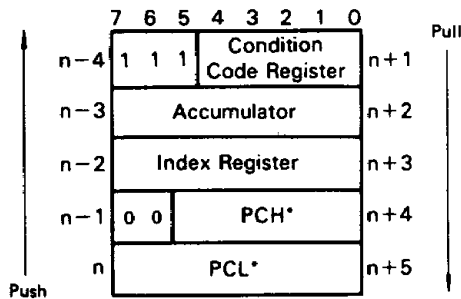 7 6 5 4 3 2 1 0
Pull
n-4 1 1 1 Condition Code Register n+1
n-3 Accumulator n+2
n-2 Index Register n+3
n-1 0 0 PCH* n+4
n PCL* n+5
Push